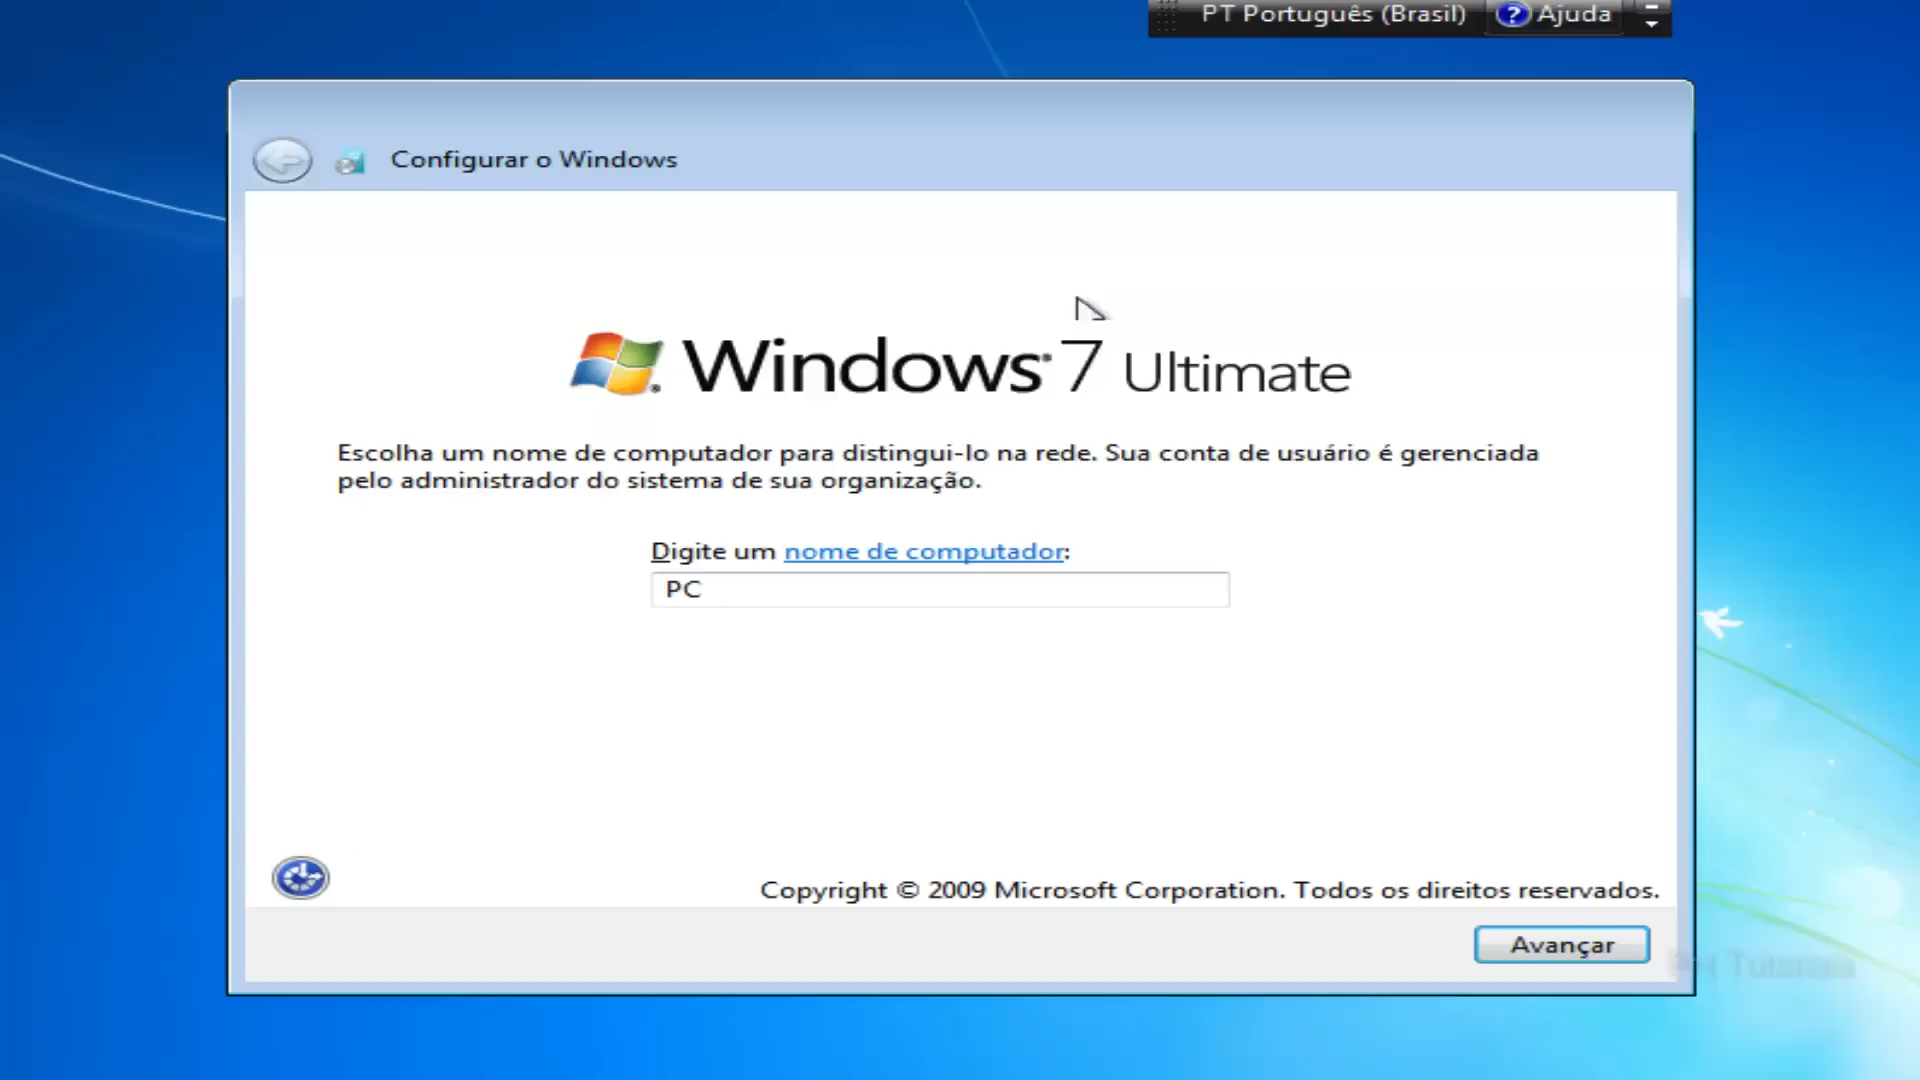 PT Português (Brasil) Ajuda
Configurar o Windows
Windows 7 Ultimate
Escolha um nome de computador para distingui-lo na rede. Sua conta de usuário é gerenciada
pelo administrador do sistema de sua organização.
Digite um nome de computador:
PC
Copyright © 2009 Microsoft Corporation. Todos os direitos reservados.
Avançar